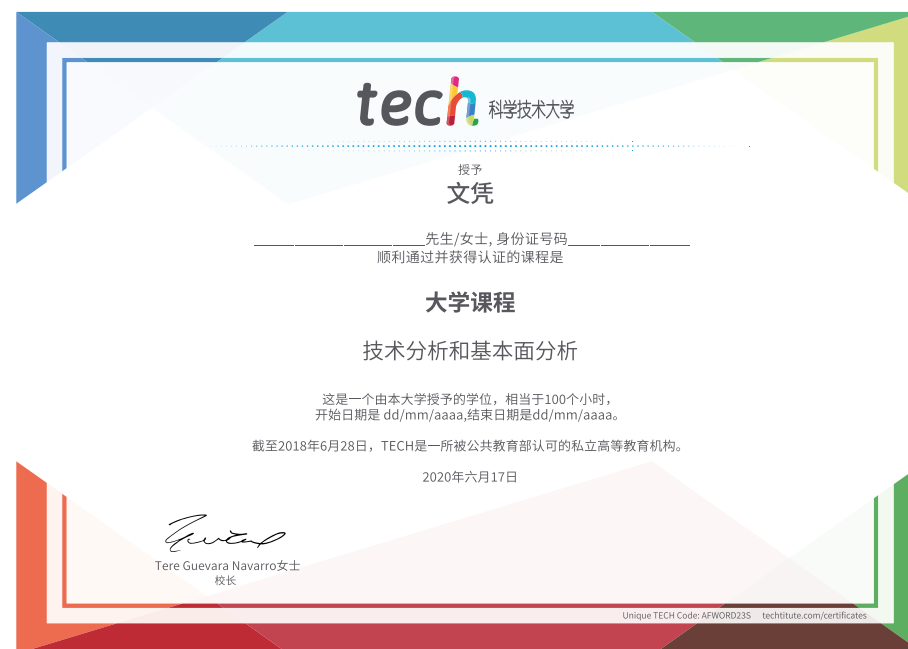 tech 科学技术大学
授予
文凭
先生/女士, 身份证号码
顺利通过并获得认证的课程是
大学课程
技术分析和基本面分析
这是一个由本大学授予的学位，相当于100个小时，
开始日期是 dd/mm/aaaa,结束日期是dd/mm/aaaa。
截至2018年6月28日，TECH是一所被公共教育部认可的私立高等教育机构。
2020年六月17日
Tere Guevara Navarro女士
校长
Unique TECH Code: AFWORD23S techtitute.com/certificates